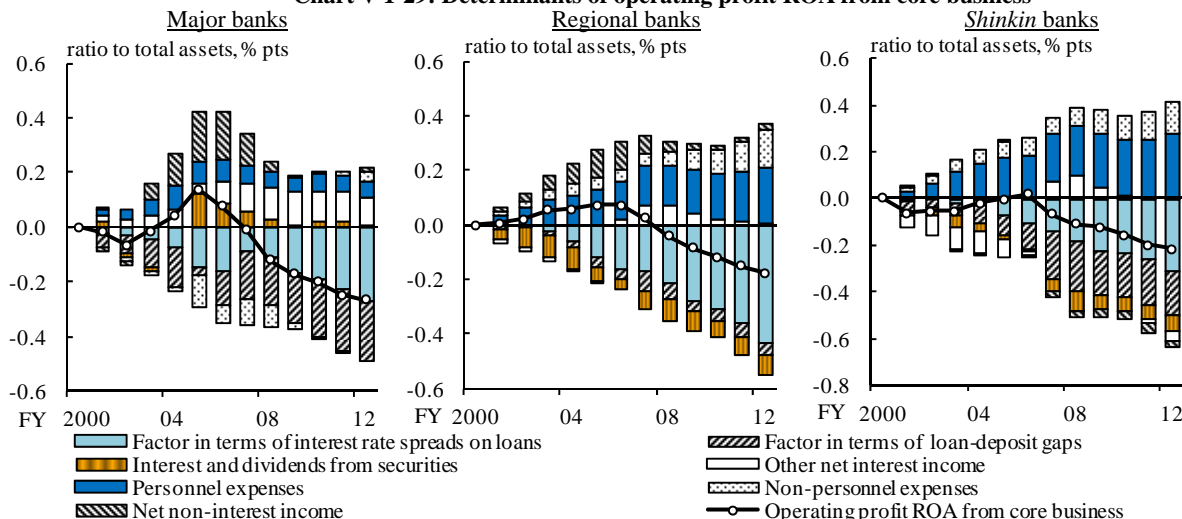 Chart V-1-29: Determinants of operating profit ROA from core business
Major banks
Regional banks
Shinkin banks
ratio to total assets, % pts
ratio to total assets, % pts
ratio to total assets, % pts
0.6
0.4
0.2
0.0
-0.2
-0.4
-0.6
FY 2000 04 08 12
0.6
0.4
0.2
0.0
-0.2
-0.4
-0.6
FY 2000 04 08 12
0.6
0.4
0.2
0.0
-0.2
-0.4
-0.6
-0.8
FY 2000 04 08 12
Factor in terms of interest rate spreads on loans
Interest and dividends from securities
Personnel expenses
Net non-interest income
Factor in terms of loan-deposit gaps
Other net interest income
Non-personnel expenses
Operating profit ROA from core business